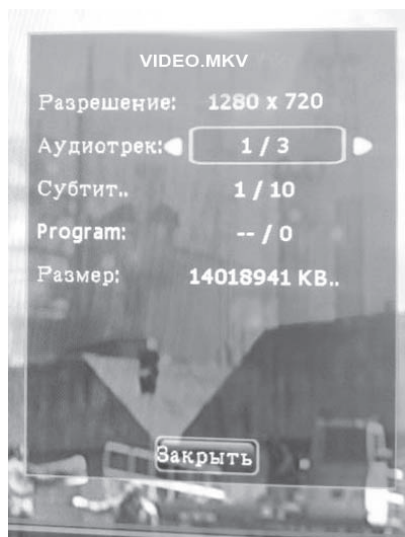 VIDEO.MKV
Разрешение: 1280 x 720
Аудиотрек: 1 / 3
Субтит.. 1 / 10
Program: -- / 0
Размер: 14018941 KB..
Закрыть